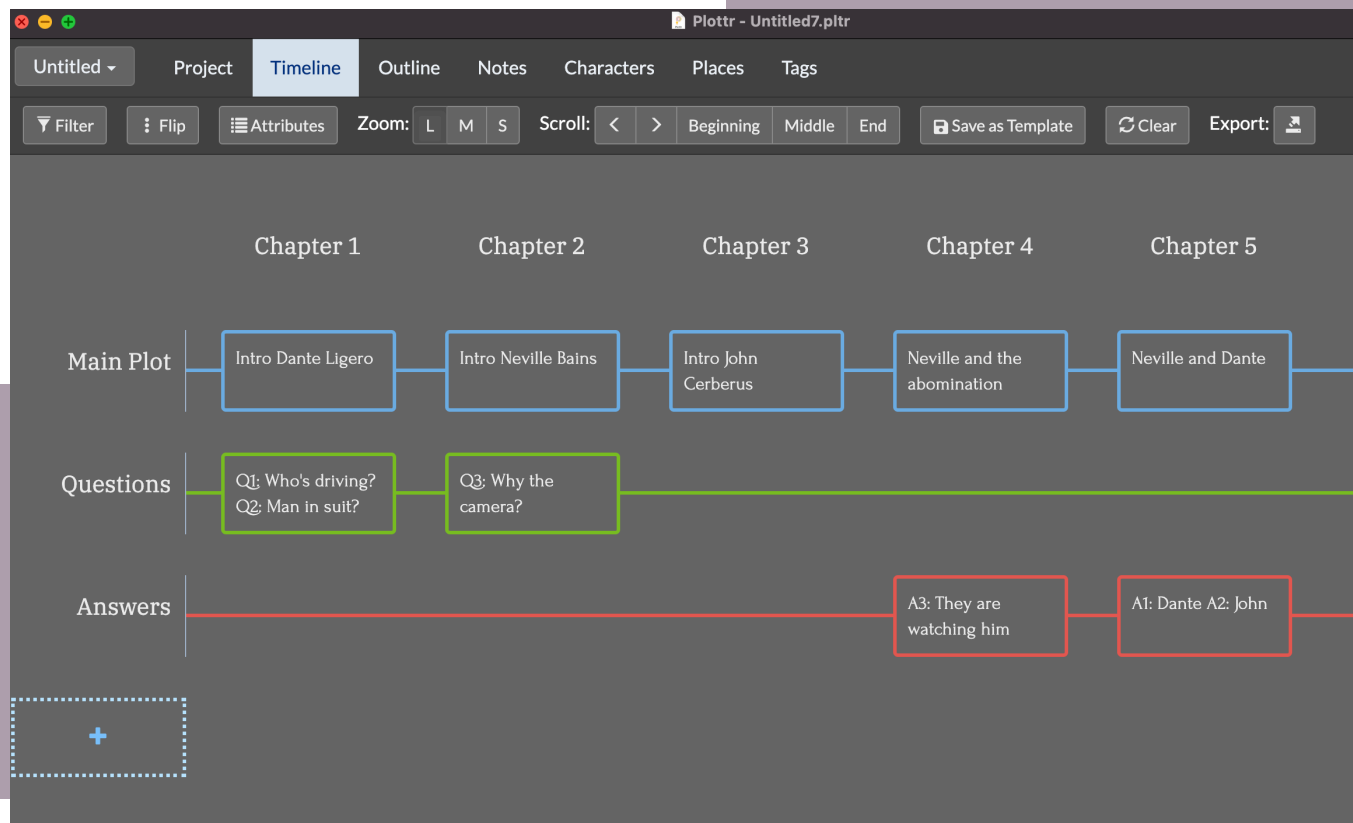 Plottr - Untitled7.pltr
Untitled
Project
Timeline
Outline
Notes
Characters
Places
Tags
Filter
Flip
Attributes
Zoom:
L
M
S
Scroll:
Beginning
Middle
End
Save as Template
Clear
Export:
Chapter 1
Chapter 2
Chapter 3
Chapter 4
Chapter 5
Main Plot
Intro Dante Ligero
Intro Neville Bains
Intro John
Cerberus
Neville and the
abomination
Neville and Dante
Questions
Q1: Who's driving?
Q2: Man in suit?
Q3: Why the
camera?
Answers
A3: They are
watching him
A1: Dante A2: John